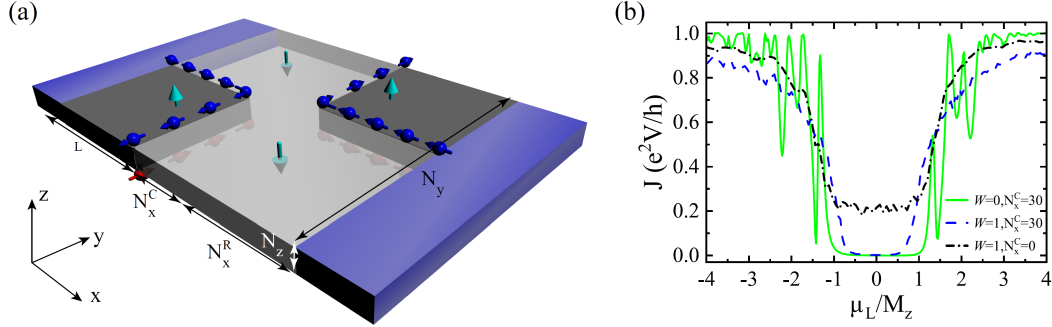 (a)
L
N_x^C
N_x^R
N_z
N_y
z
y
x
(b)
J (e²V/h)
1.0
0.8
0.6
0.4
0.2
0.0
W=0,N_x^C=30
W=1,N_x^C=30
W=1,N_x^C=0
-4 -3 -2 -1 0 1 2 3 4
μ_L/M_z